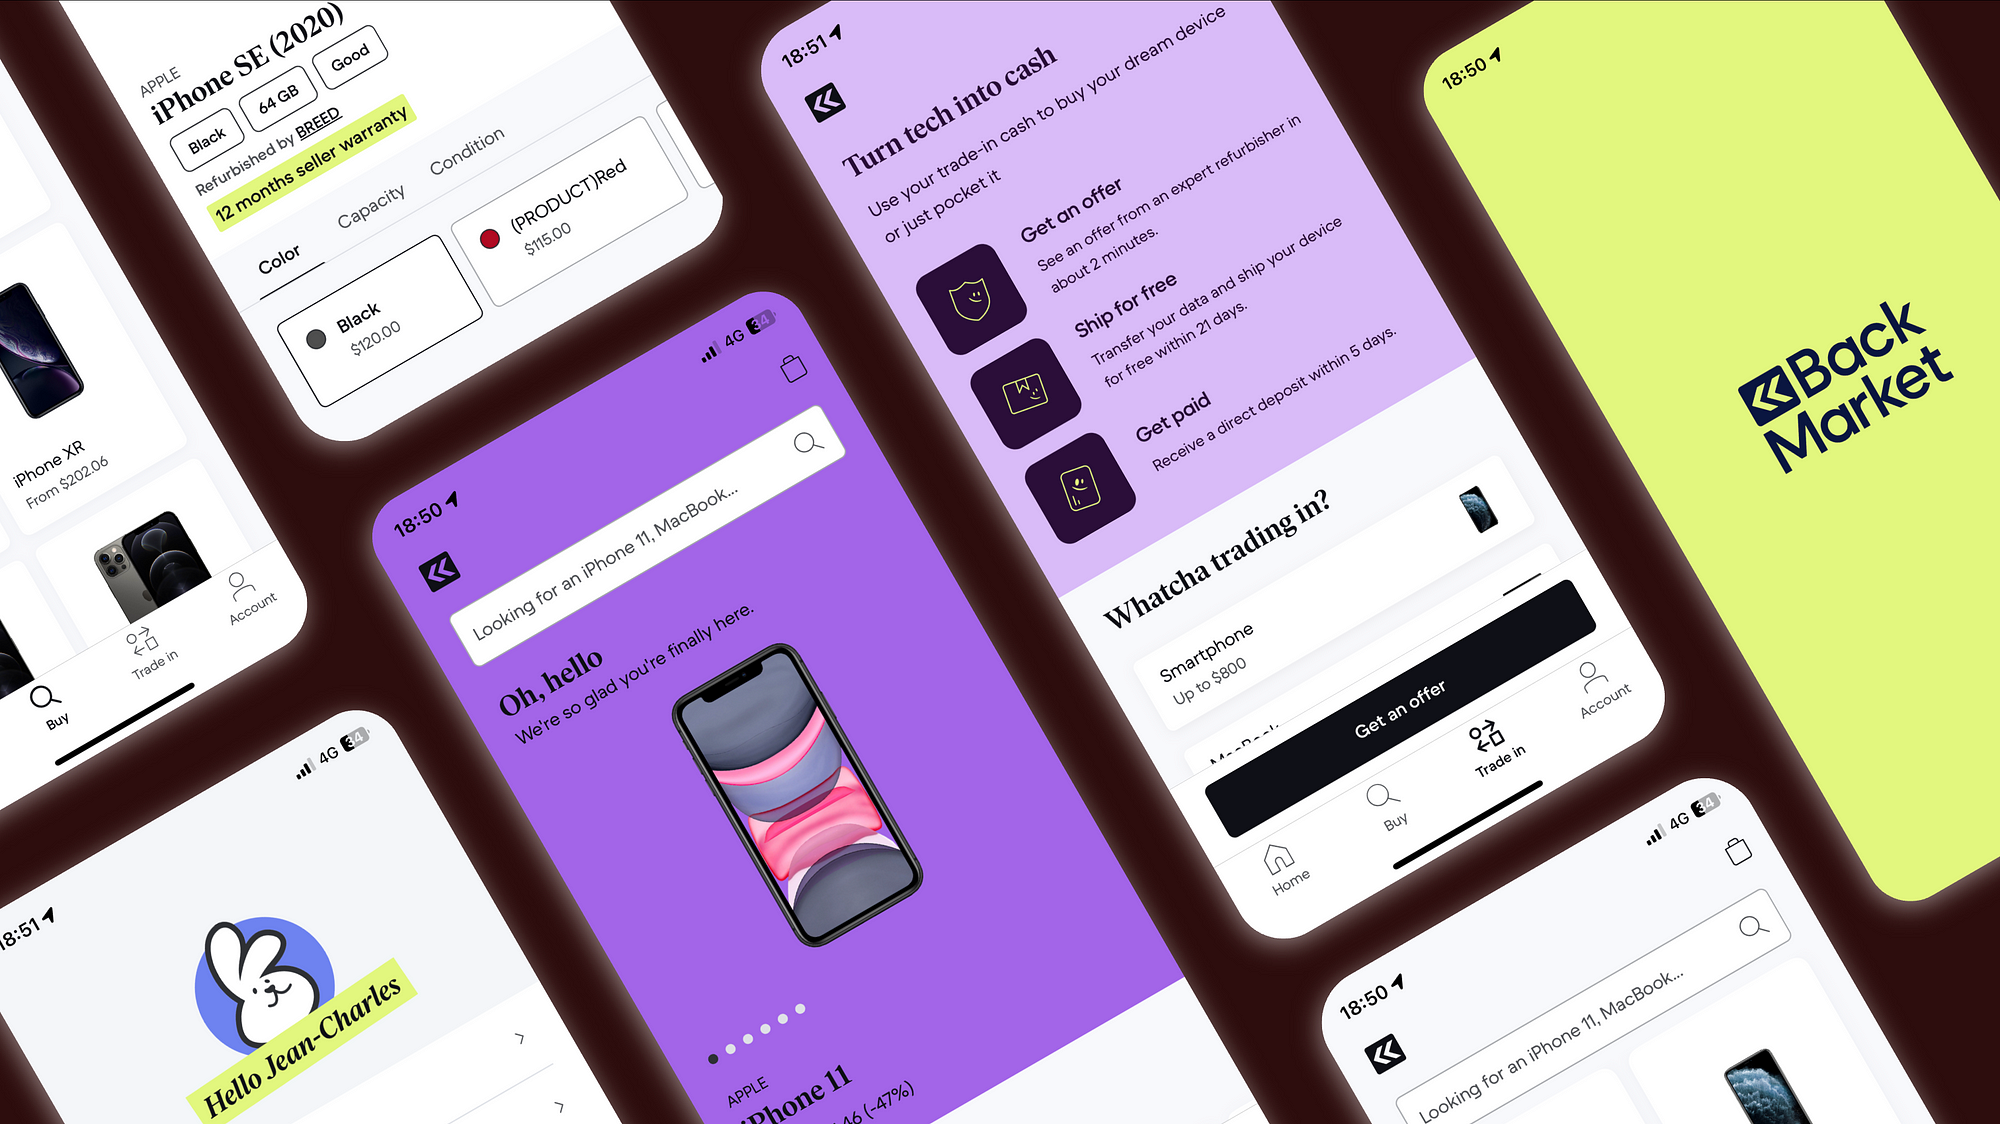 APPLE
iPhone SE (2020)
Black
64 GB
Good
Refurbished by BREED
12 months seller warranty
Color
Capacity
Condition
Black
$120.00
(PRODUCT)Red
$115.00
iPhone XR
From $202.06
Buy
Trade in
Account
18:51
Hello Jean-Charles
4G
34
18:50
4G
34
Looking for an iPhone 11, MacBook...
Oh, hello
We're so glad you're finally here.
APPLE
iPhone 11
46 (-47%)
18:51
Turn tech into cash
Use your trade-in cash to buy your dream device
or just pocket it
Get an offer
See an offer from an expert refurbisher in
about 2 minutes.
Ship for free
Transfer your data and ship your device
for free within 21 days.
Get paid
Receive a direct deposit within 5 days.
Whatcha trading in?
Smartphone
Up to $800
MacBook
Get an offer
Home
Buy
Trade in
Account
18:50
Back
Market
18:50
4G
34
Looking for an iPhone 11, MacBook...